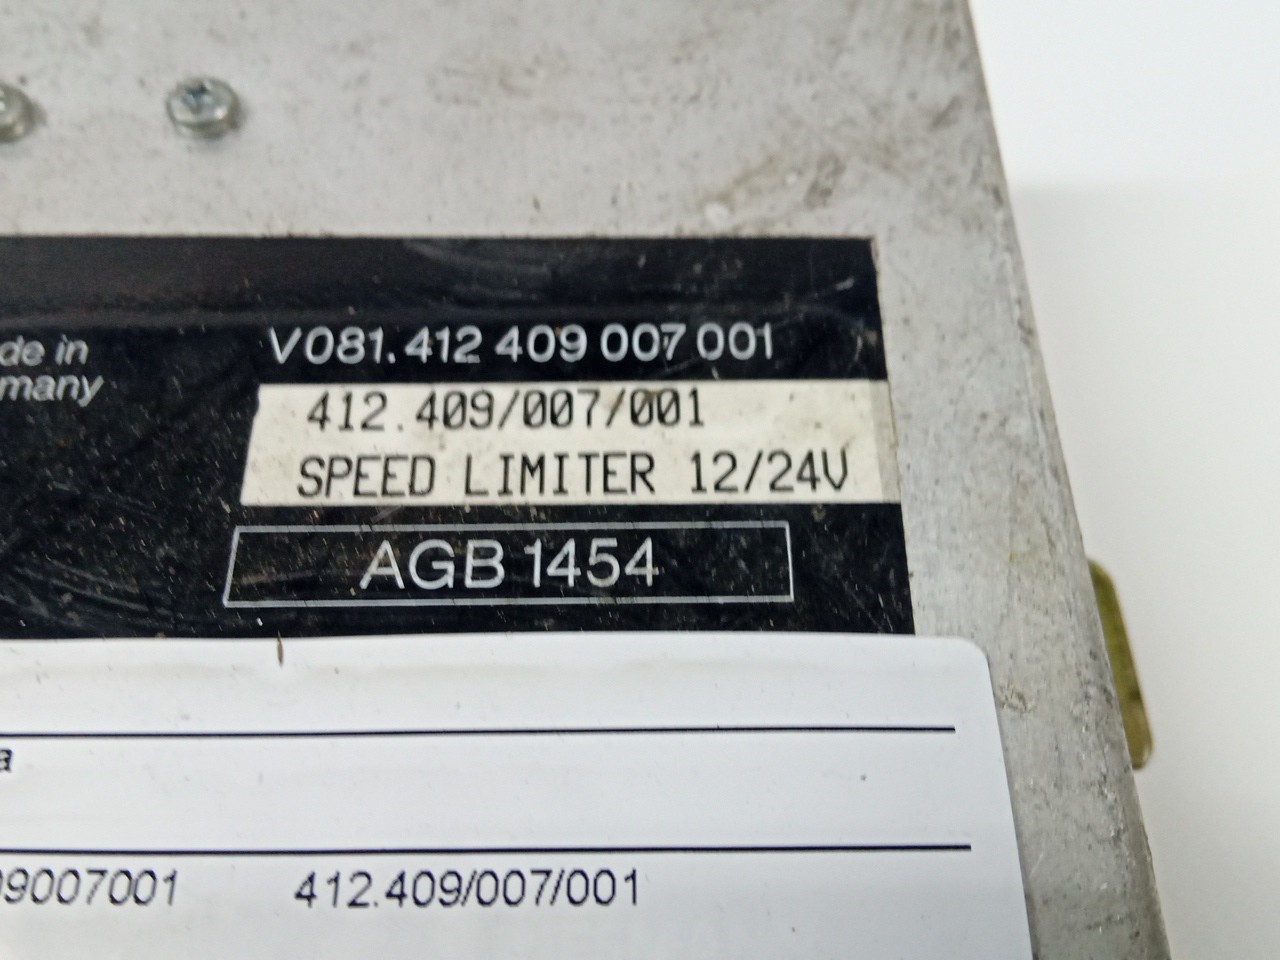 de in
many
V081.412 409 007 001
412.409/007/001
SPEED LIMITER 12/24V
AGB 1454
a
09007001 412.409/007/001